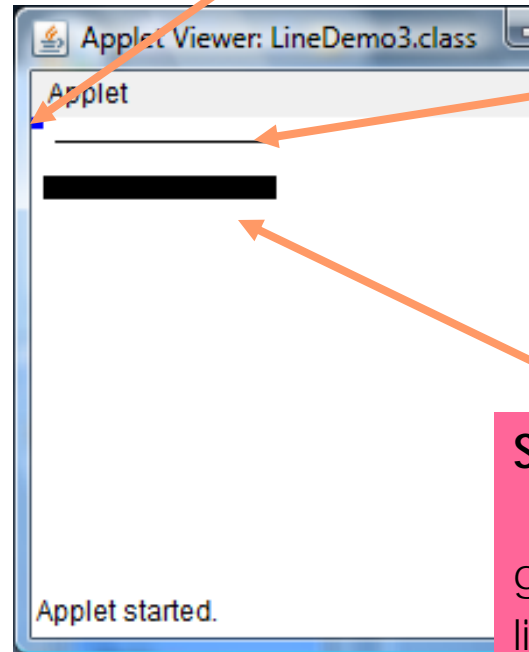 Applet Viewer: LineDemo3.class
Applet
S
g
li
Applet started.